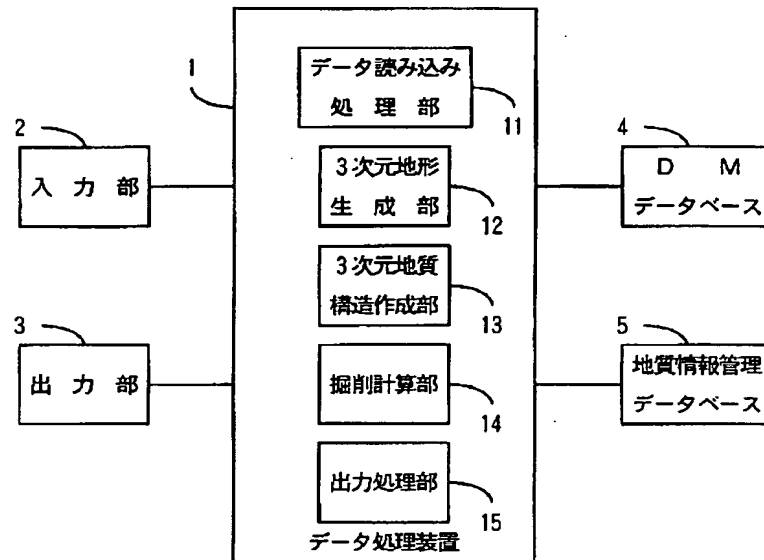 1
データ読み込み
処理部
11
2
入力部
3次元地形
生成部
12
4
D M
データベース
3次元地質
構造作成部
13
3
出力部
掘削計算部
14
5
地質情報管理
データベース
出力処理部
15
データ処理装置